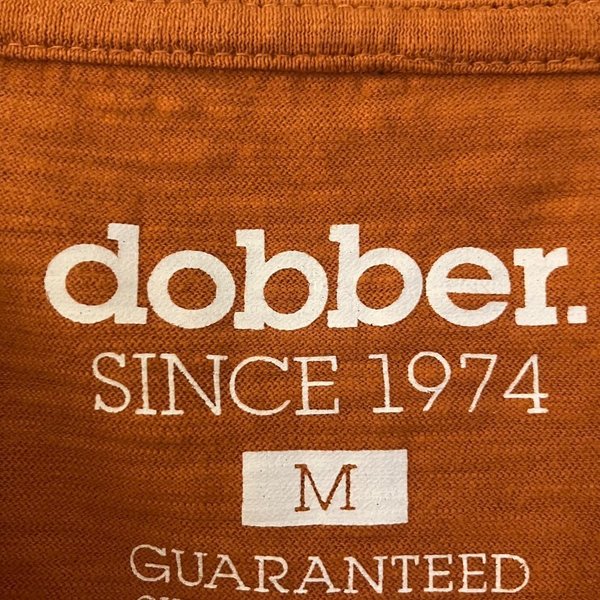 dobber.
SINCE 1974
M
GUARANTEED